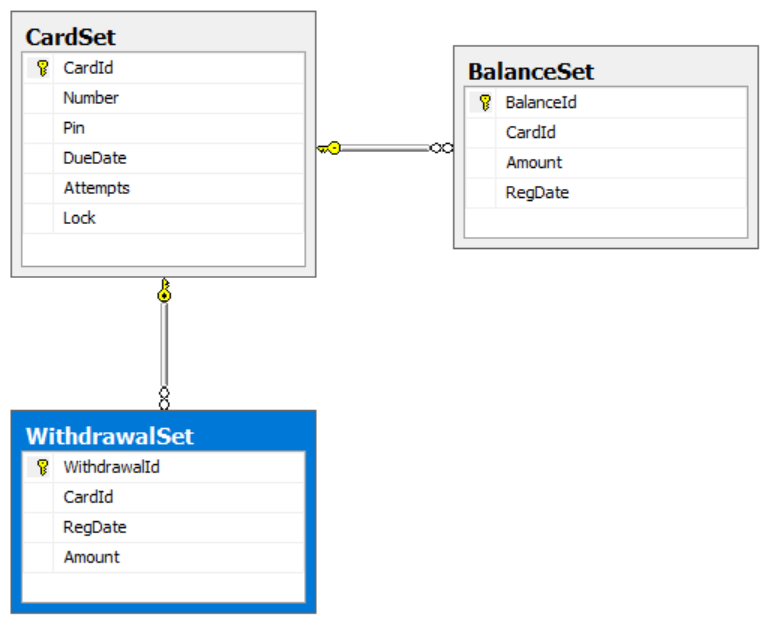 CardSet
CardId
Number
Pin
DueDate
Attempts
Lock
BalanceSet
BalanceId
CardId
Amount
RegDate
WithdrawalSet
WithdrawalId
CardId
RegDate
Amount